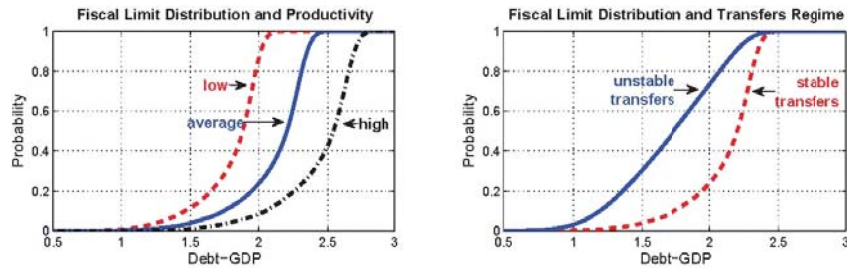 Fiscal Limit Distribution and Productivity
1
0.8
0.6
0.4
0.2
0
Probability
low
average
high
0.5 1 1.5 2 2.5 3
Debt-GDP
Fiscal Limit Distribution and Transfers Regime
1
0.8
0.6
0.4
0.2
0
Probability
unstable
transfers
stable
transfers
0.5 1 1.5 2 2.5 3
Debt-GDP